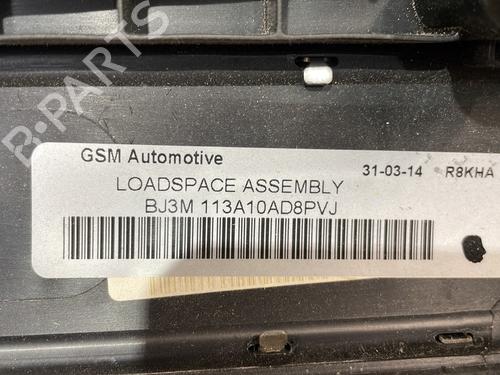 B-PARTS
GSM Automotive
31-03-14 R8KHA
LOADSPACE ASSEMBLY
BJ3M 113A10AD8PVJ